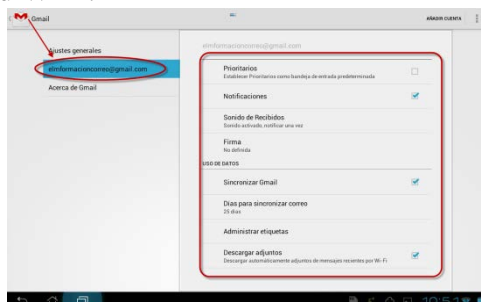 Gmail
AÑADIR CUENTA
Ajustes generales
elnformacioncorreo@gmail.com
Acerca de Gmail
elnformacioncorreo@gmail.com
Prioritarios
Establecer Prioritarios como bandeja de entrada predeterminada
Notificaciones
Sonido de Recibidos
Sonido activado, notificar una vez
Firma
No definida
USO DE DATOS
Sincronizar Gmail
Días para sincronizar correo
25 días
Administrar etiquetas
Descargar adjuntos
Descargar automáticamente adjuntos de mensajes recientes por Wi-Fi